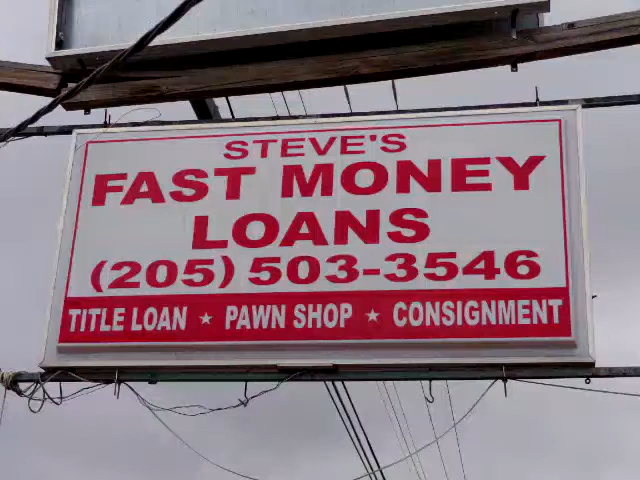 STEVE'S
FAST MONEY
LOANS
(205) 503-3546
TITLE LOAN ★ PAWN SHOP ★ CONSIGNMENT